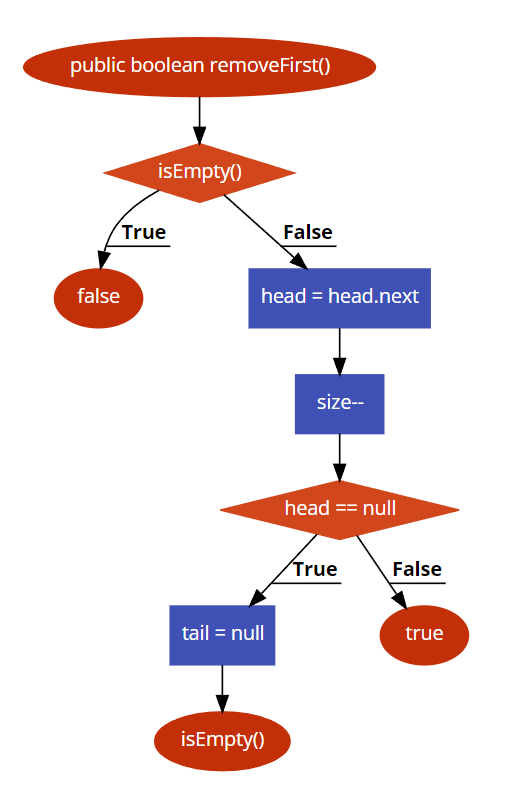 public boolean removeFirst()
isEmpty()
True
False
false
head = head.next
size--
head == null
True
False
tail = null
true
isEmpty()